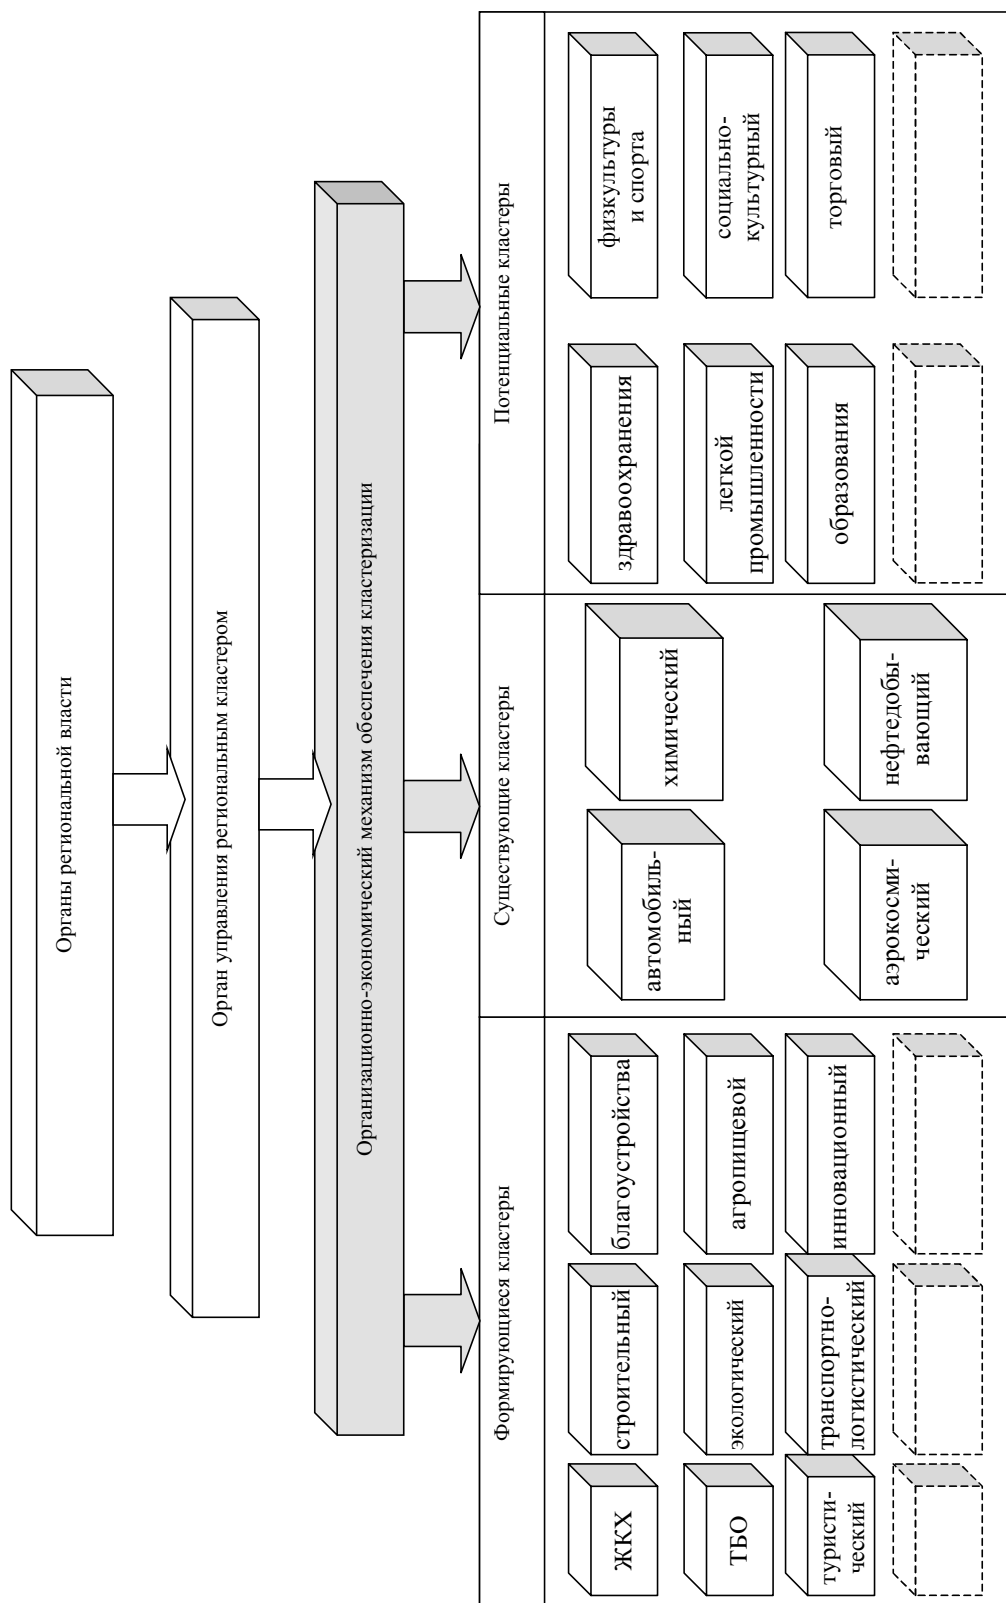 Органы региональной власти
Орган управления региональным кластером
Организационно-экономический механизм обеспечения кластеризации
Формирующиеся кластеры
Существующие кластеры
Потенциальные кластеры
ЖКХ
строительный
благоустройства
ТБО
экологический
агропищевой
туристи-
ческий
транспортно-
логистический
инновационный
автомобиль-
ный
химический
аэрокосми-
ческий
нефтедобы-
вающий
здравоохранения
физкультуры
и спорта
легкой
промышленности
социально-
культурный
образования
торговый